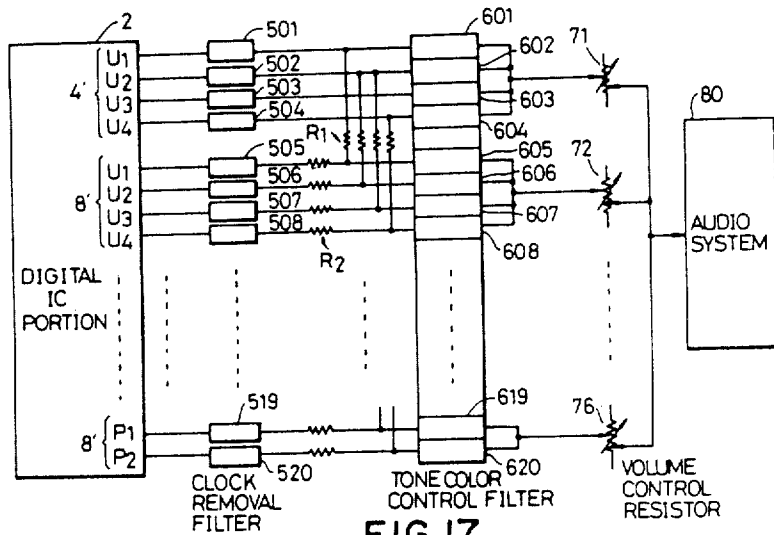 2
501
601
71
80
4'
U1
U2
U3
U4
502
503
504
602
603
604
R1
8'
U1
U2
U3
U4
505
506
507
508
R2
605
606
607
608
72
AUDIO
SYSTEM
DIGITAL
IC
PORTION
8'
P1
P2
519
520
619
620
76
CLOCK
REMOVAL
FILTER
TONE COLOR
CONTROL FILTER
VOLUME
CONTROL
RESISTOR
FIG.17